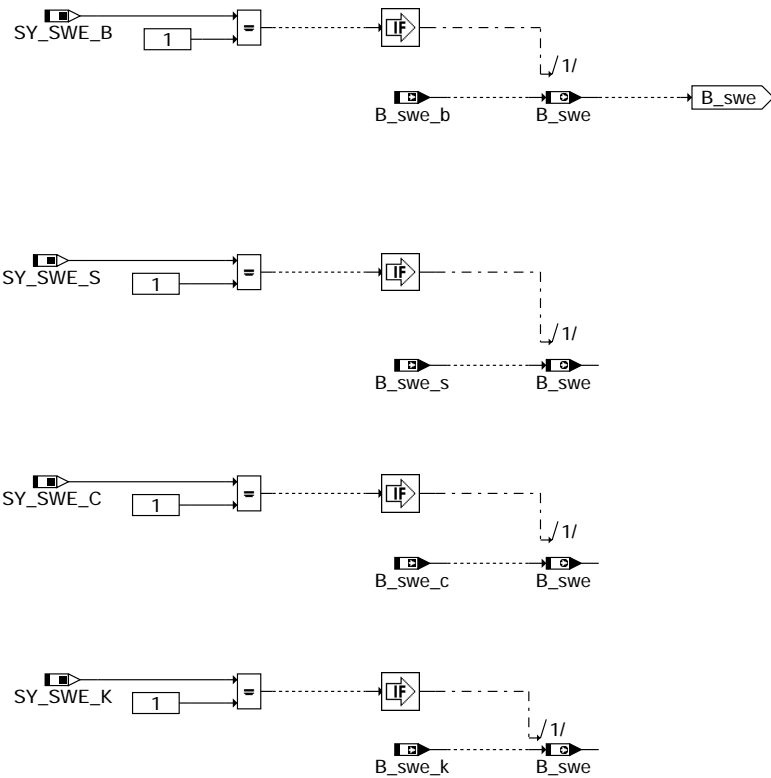 SY_SWE_B
1
=
IF
1/
B_swe_b
B_swe
B_swe
SY_SWE_S
1
=
IF
1/
B_swe_s
B_swe
SY_SWE_C
1
=
IF
1/
B_swe_c
B_swe
SY_SWE_K
1
=
IF
1/
B_swe_k
B_swe